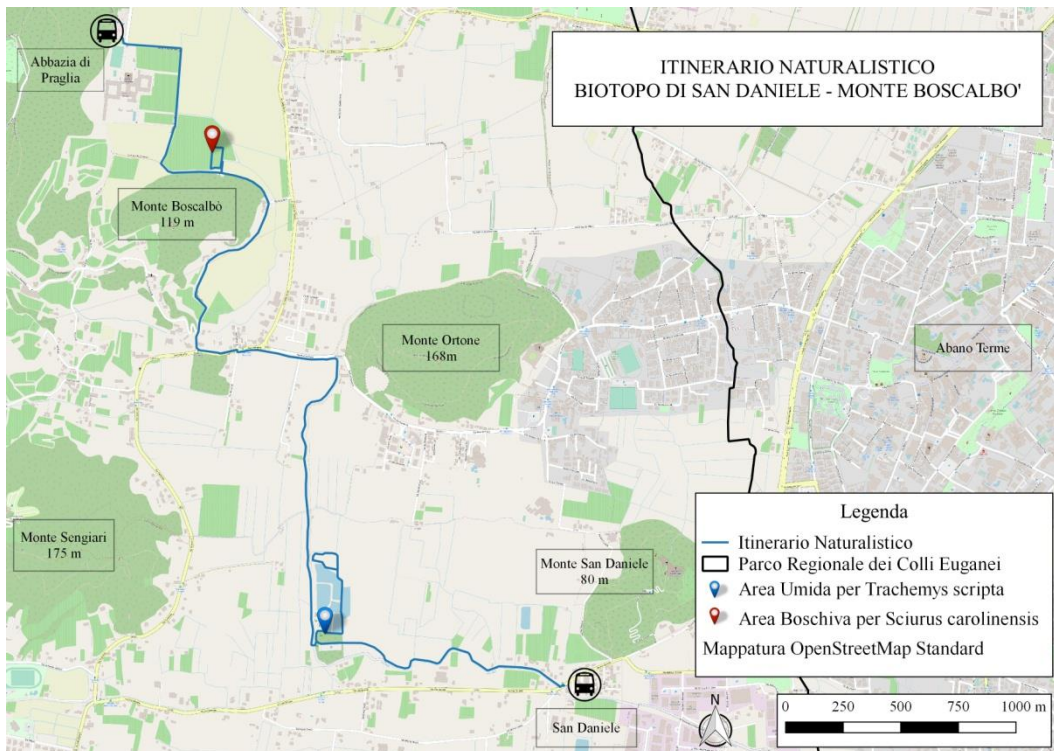 ITINERARIO NATURALISTICO
BIOTOPO DI SAN DANIELE - MONTE BOSCALBO'
Abbazia di
Praglia
Monte Boscalbò
119 m
Monte Ortone
168m
Abano Terme
Monte Sengiari
175 m
Monte San Daniele
80 m
San Daniele
Legenda
Itinerario Naturalistico
Parco Regionale dei Colli Euganei
Area Umida per Trachemys scripta
Area Boschiva per Sciurus carolinensis
Mappatura OpenStreetMap Standard
N
0 250 500 750 1000 m